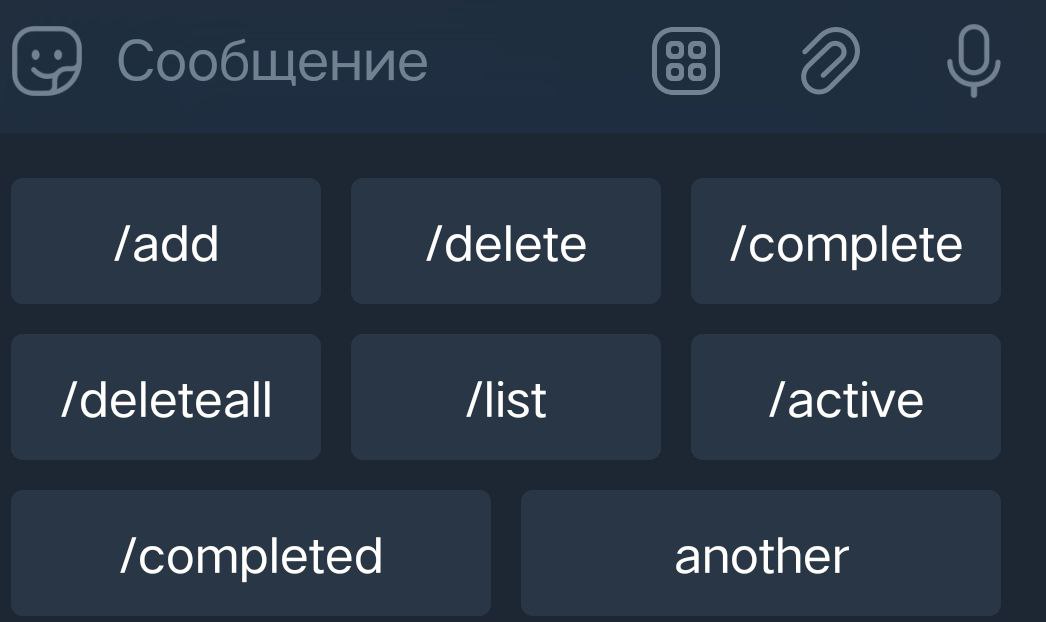 Сообщение
/add /delete /complete
/deleteall /list /active
/completed another